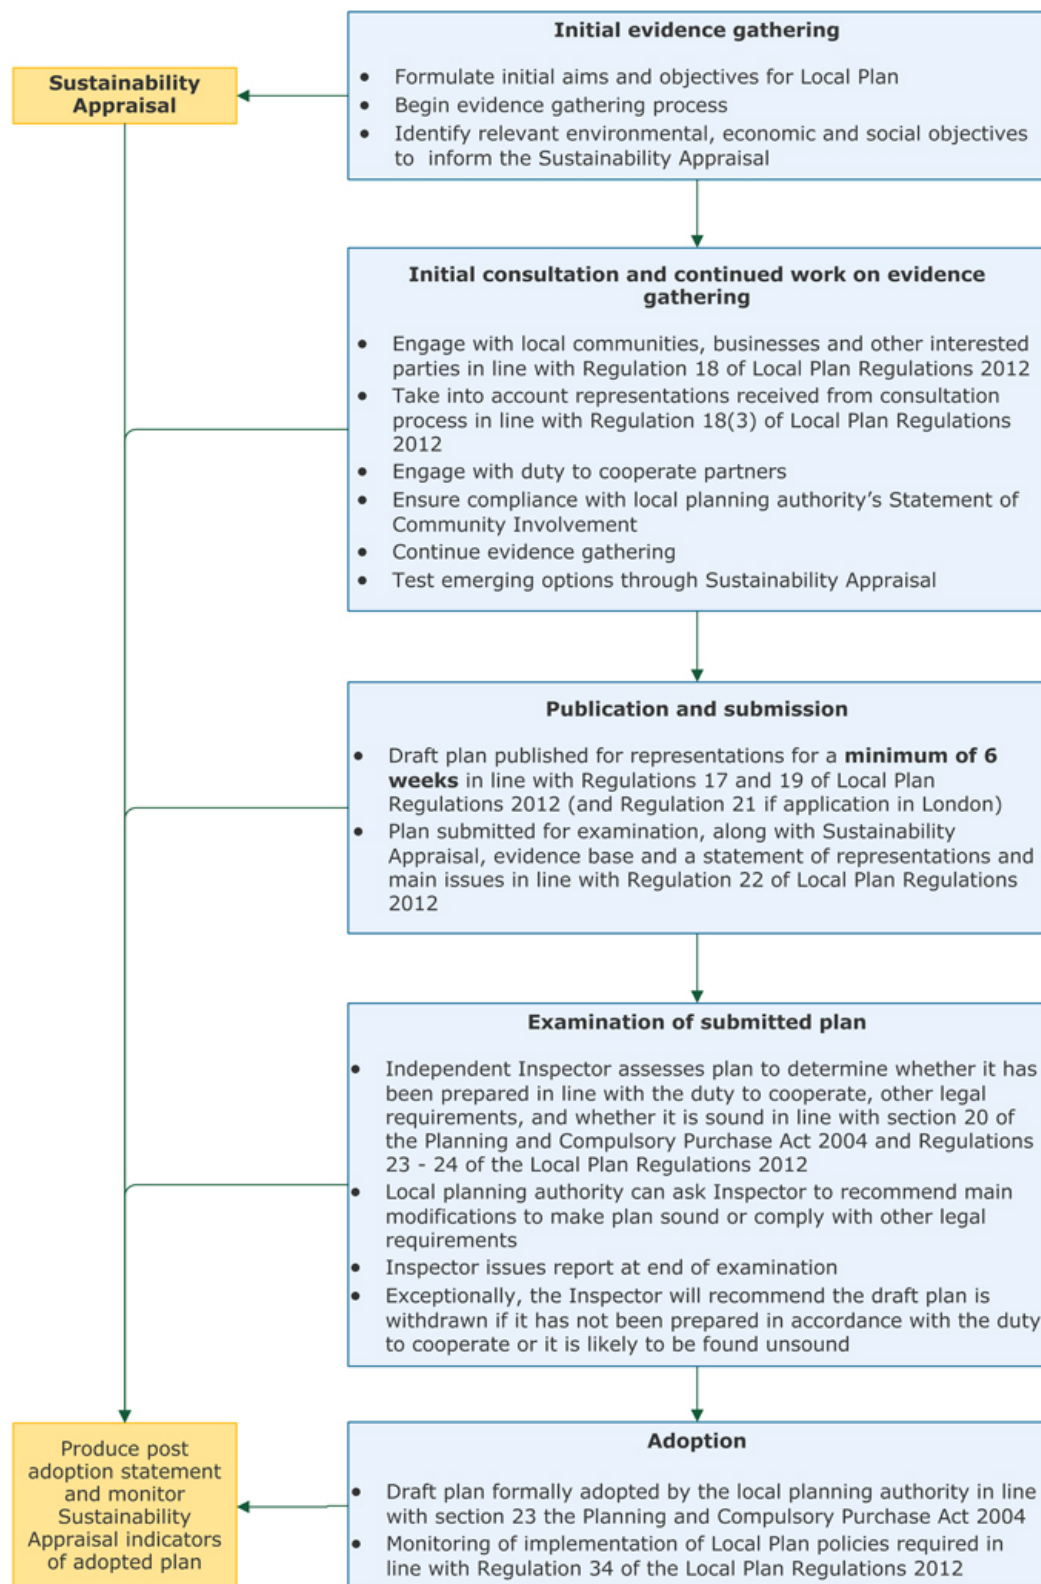 Initial evidence gathering
• Formulate initial aims and objectives for Local Plan
• Begin evidence gathering process
• Identify relevant environmental, economic and social objectives
to inform the Sustainability Appraisal
Sustainability
Appraisal
Initial consultation and continued work on evidence
gathering
• Engage with local communities, businesses and other interested
parties in line with Regulation 18 of Local Plan Regulations 2012
• Take into account representations received from consultation
process in line with Regulation 18(3) of Local Plan Regulations
2012
• Engage with duty to cooperate partners
• Ensure compliance with local planning authority’s Statement of
Community Involvement
• Continue evidence gathering
• Test emerging options through Sustainability Appraisal
Publication and submission
• Draft plan published for representations for a minimum of 6
weeks in line with Regulations 17 and 19 of Local Plan
Regulations 2012 (and Regulation 21 if application in London)
• Plan submitted for examination, along with Sustainability
Appraisal, evidence base and a statement of representations and
main issues in line with Regulation 22 of Local Plan Regulations
2012
Examination of submitted plan
• Independent Inspector assesses plan to determine whether it has
been prepared in line with the duty to cooperate, other legal
requirements, and whether it is sound in line with section 20 of
the Planning and Compulsory Purchase Act 2004 and Regulations
23 - 24 of the Local Plan Regulations 2012
• Local planning authority can ask Inspector to recommend main
modifications to make plan sound or comply with other legal
requirements
• Inspector issues report at end of examination
• Exceptionally, the Inspector will recommend the draft plan is
withdrawn if it has not been prepared in accordance with the duty
to cooperate or it is likely to be found unsound
Adoption
• Draft plan formally adopted by the local planning authority in line
with section 23 the Planning and Compulsory Purchase Act 2004
• Monitoring of implementation of Local Plan policies required in
line with Regulation 34 of the Local Plan Regulations 2012
Produce post
adoption statement
and monitor
Sustainability
Appraisal indicators
of adopted plan